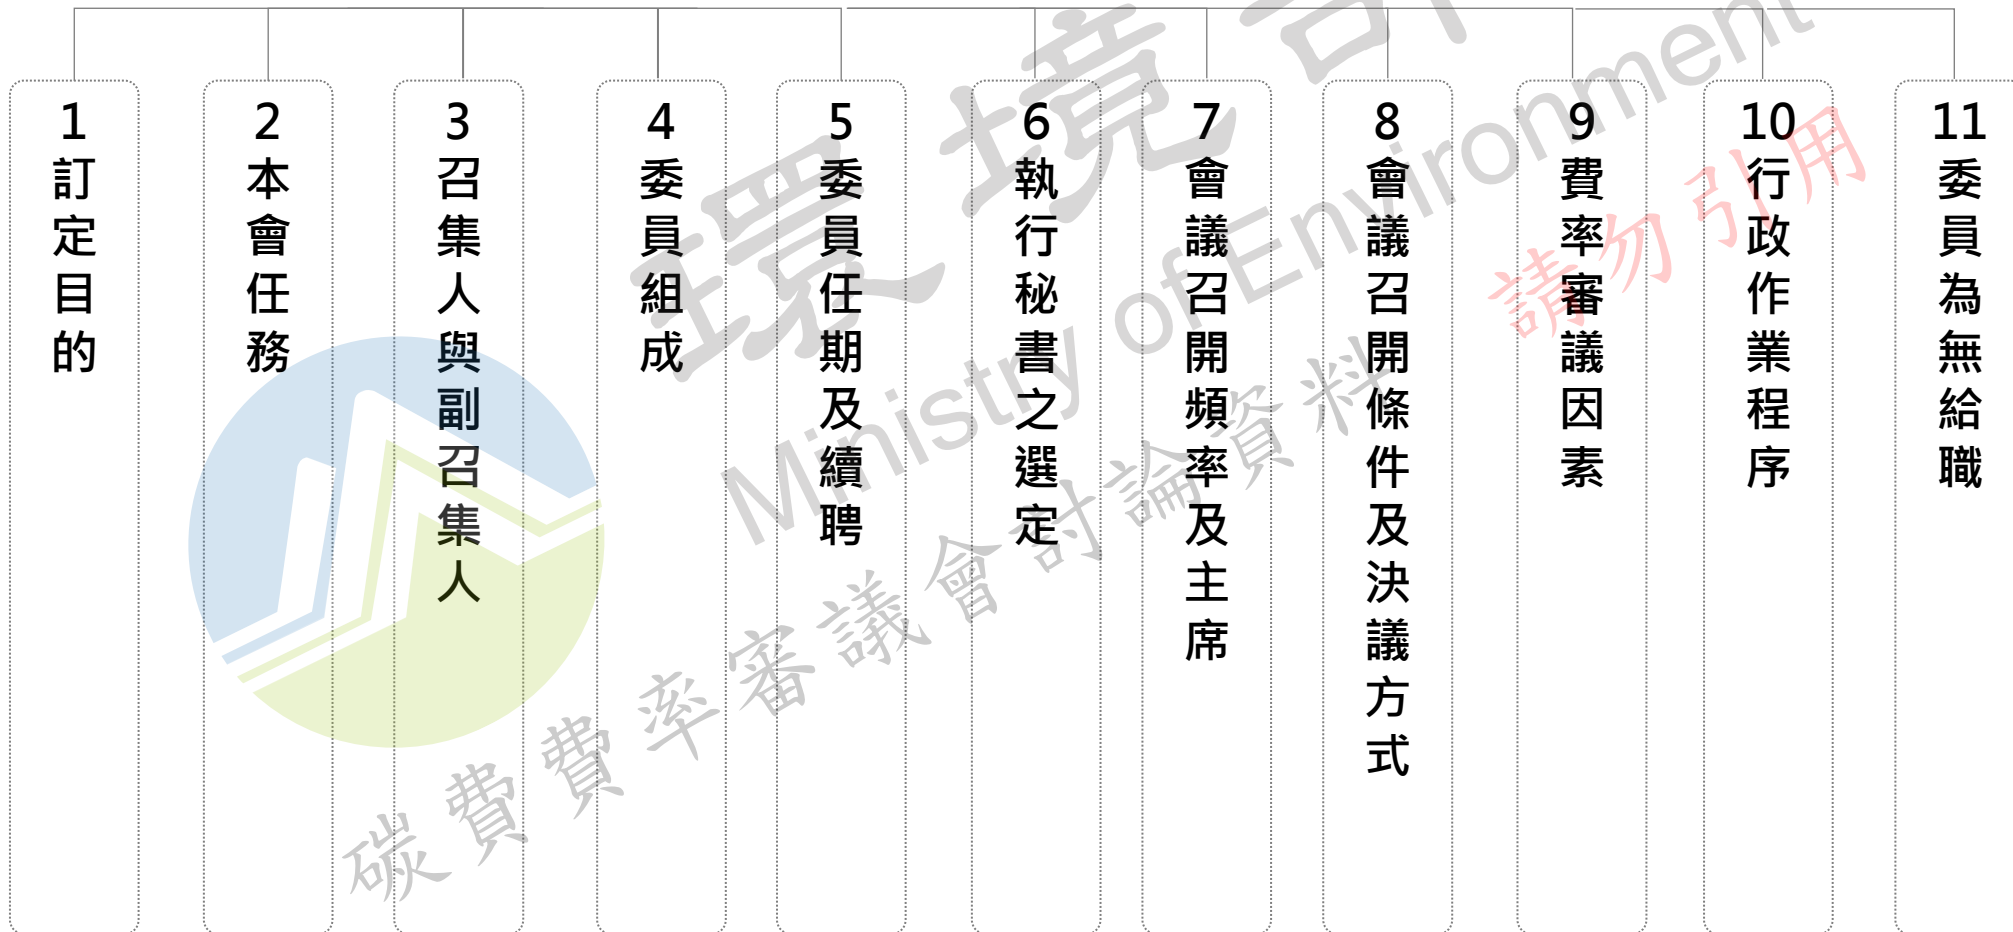 1
訂定目的
2
本會任務
3
召集人與副召集人
4
委員組成
5
委員任期及續聘
6
執行秘書之選定
7
會議召開頻率及主席
8
會議召開條件及決議方式
9
費率審議因素
10
行政作業程序
11
委員為無給職
環境部
Ministry of Environment
碳費費率審議會討論資料
請勿引用